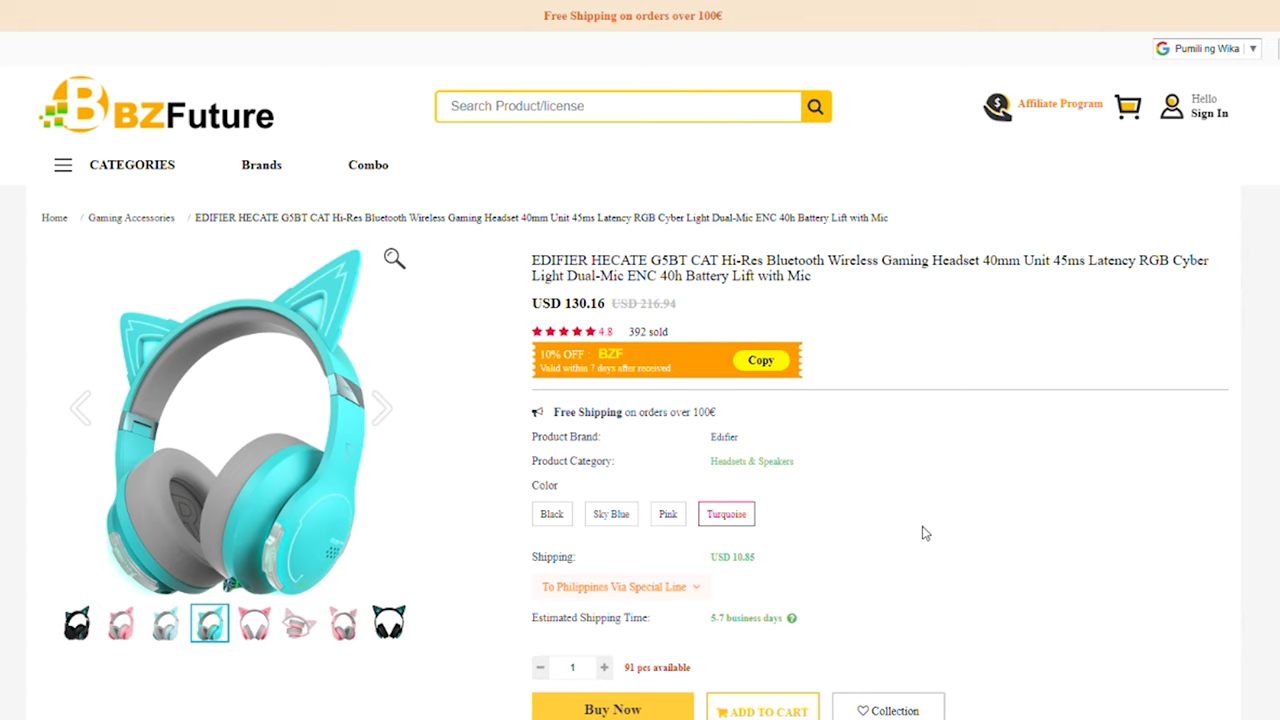 Free Shipping on orders over 100€
Pumili ng Wika
BZFuture
Search Product/license
Affiliate Program
Hello
Sign In
CATEGORIES
Brands
Combo
Home / Gaming Accessories / EDIFIER HECATE G5BT CAT Hi-Res Bluetooth Wireless Gaming Headset 40mm Unit 45ms Latency RGB Cyber Light Dual-Mic ENC 40h Battery Lift with Mic
EDIFIER HECATE G5BT CAT Hi-Res Bluetooth Wireless Gaming Headset 40mm Unit 45ms Latency RGB Cyber
Light Dual-Mic ENC 40h Battery Lift with Mic
USD 130.16 USD 216.94
4.8 392 sold
10% OFF : BZF
Valid within 7 days after received
Copy
Free Shipping on orders over 100€
Product Brand: Edifier
Product Category: Headsets & Speakers
Color
Black Sky Blue Pink Turquoise
Shipping: USD 10.85
To Philippines Via Special Line
Estimated Shipping Time: 5-7 business days
- 1 + 91 pcs available
Buy Now ADD TO CART Collection